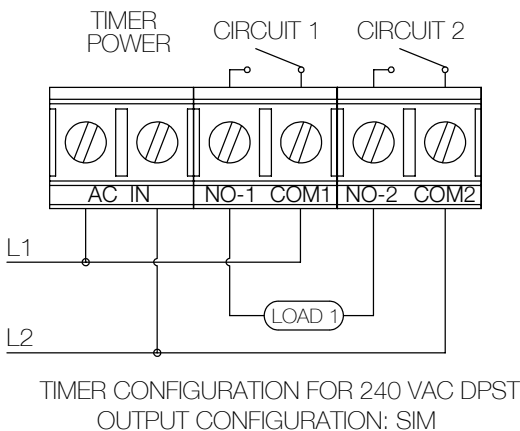 TIMER
POWER
CIRCUIT 1
CIRCUIT 2
AC IN
NO-1
COM1
NO-2
COM2
L1
LOAD 1
L2
TIMER CONFIGURATION FOR 240 VAC DPST
OUTPUT CONFIGURATION: SIM